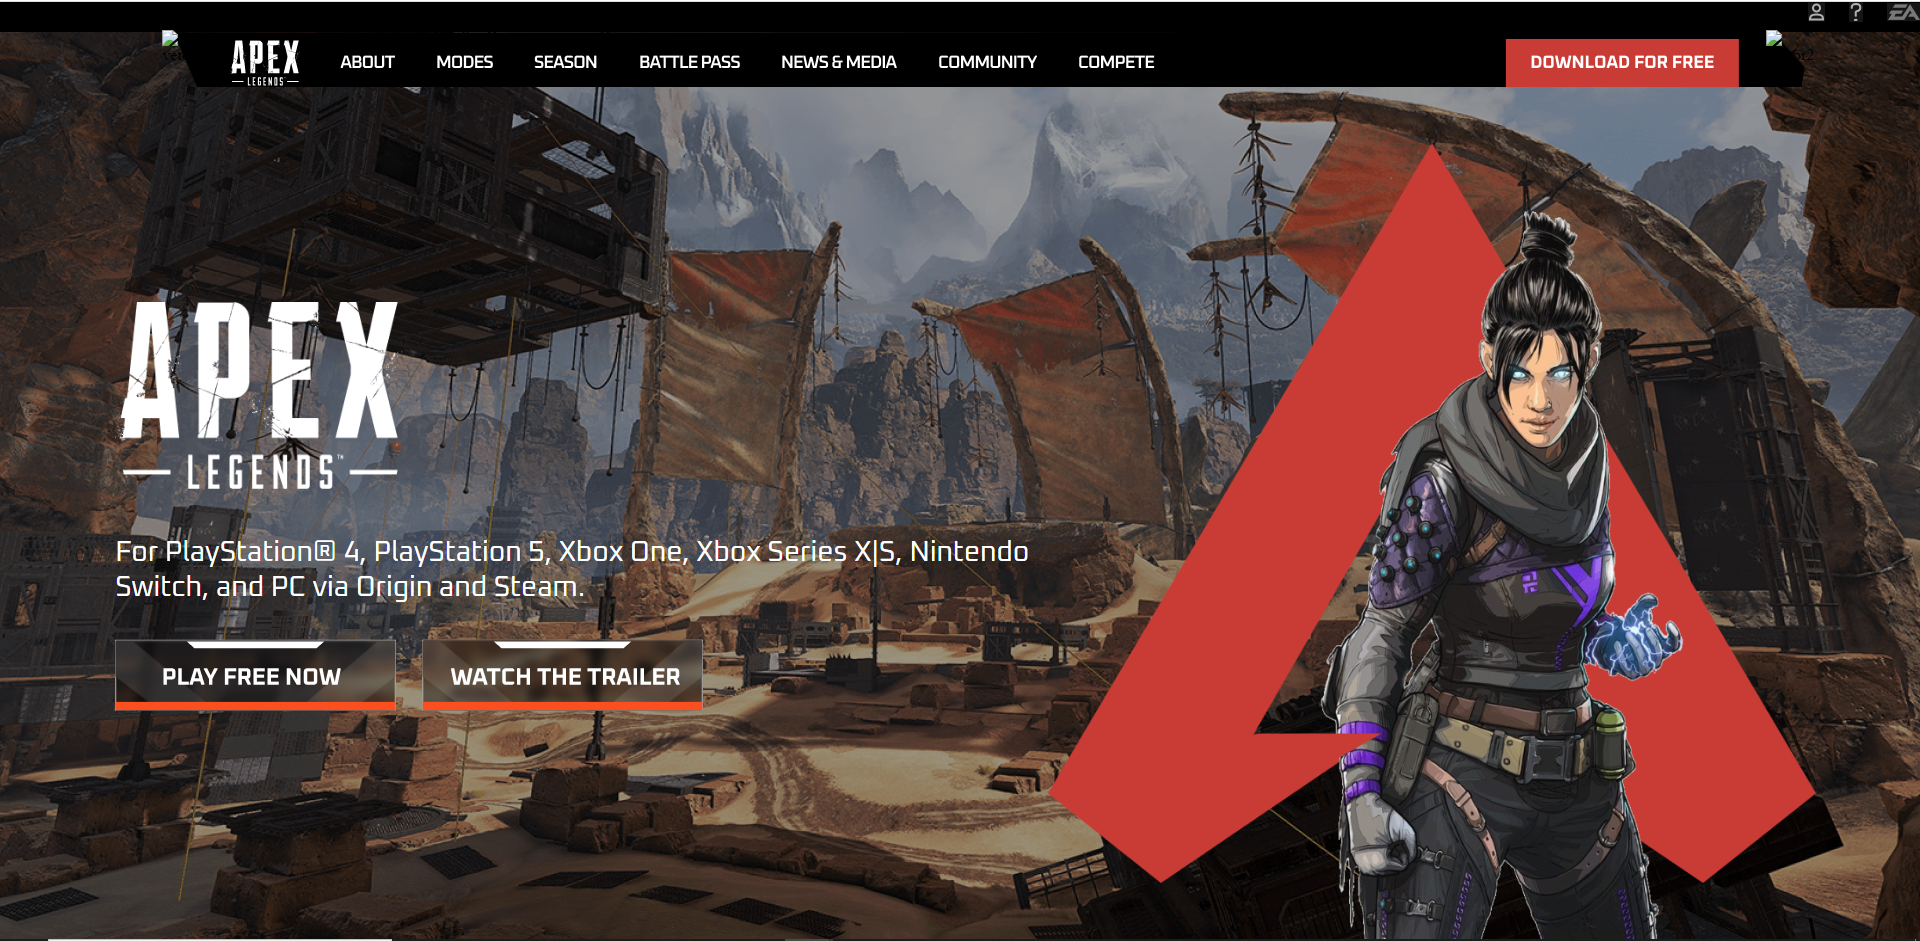 EA
APEX
LEGENDS
ABOUT
MODES
SEASON
BATTLE PASS
NEWS & MEDIA
COMMUNITY
COMPETE
DOWNLOAD FOR FREE
APEX
LEGENDS™
For PlayStation® 4, PlayStation 5, Xbox One, Xbox Series X|S, Nintendo
Switch, and PC via Origin and Steam.
PLAY FREE NOW
WATCH THE TRAILER